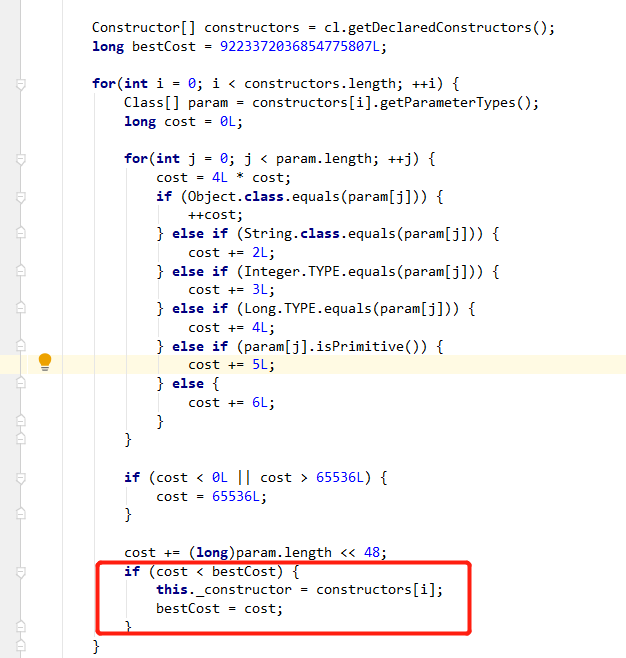 Constructor[] constructors = cl.getDeclaredConstructors();
long bestCost = 9223372036854775807L;
for(int i = 0; i < constructors.length; ++i) {
Class[] param = constructors[i].getParameterTypes();
long cost = 0L;
for(int j = 0; j < param.length; ++j) {
cost = 4L * cost;
if (Object.class.equals(param[j])) {
++cost;
} else if (String.class.equals(param[j])) {
cost += 2L;
} else if (Integer.TYPE.equals(param[j])) {
cost += 3L;
} else if (Long.TYPE.equals(param[j])) {
cost += 4L;
} else if (param[j].isPrimitive()) {
cost += 5L;
} else {
cost += 6L;
}
}
if (cost < 0L || cost > 65536L) {
cost = 65536L;
}
cost += (long)param.length << 48;
if (cost < bestCost) {
this._constructor = constructors[i];
bestCost = cost;
}
}